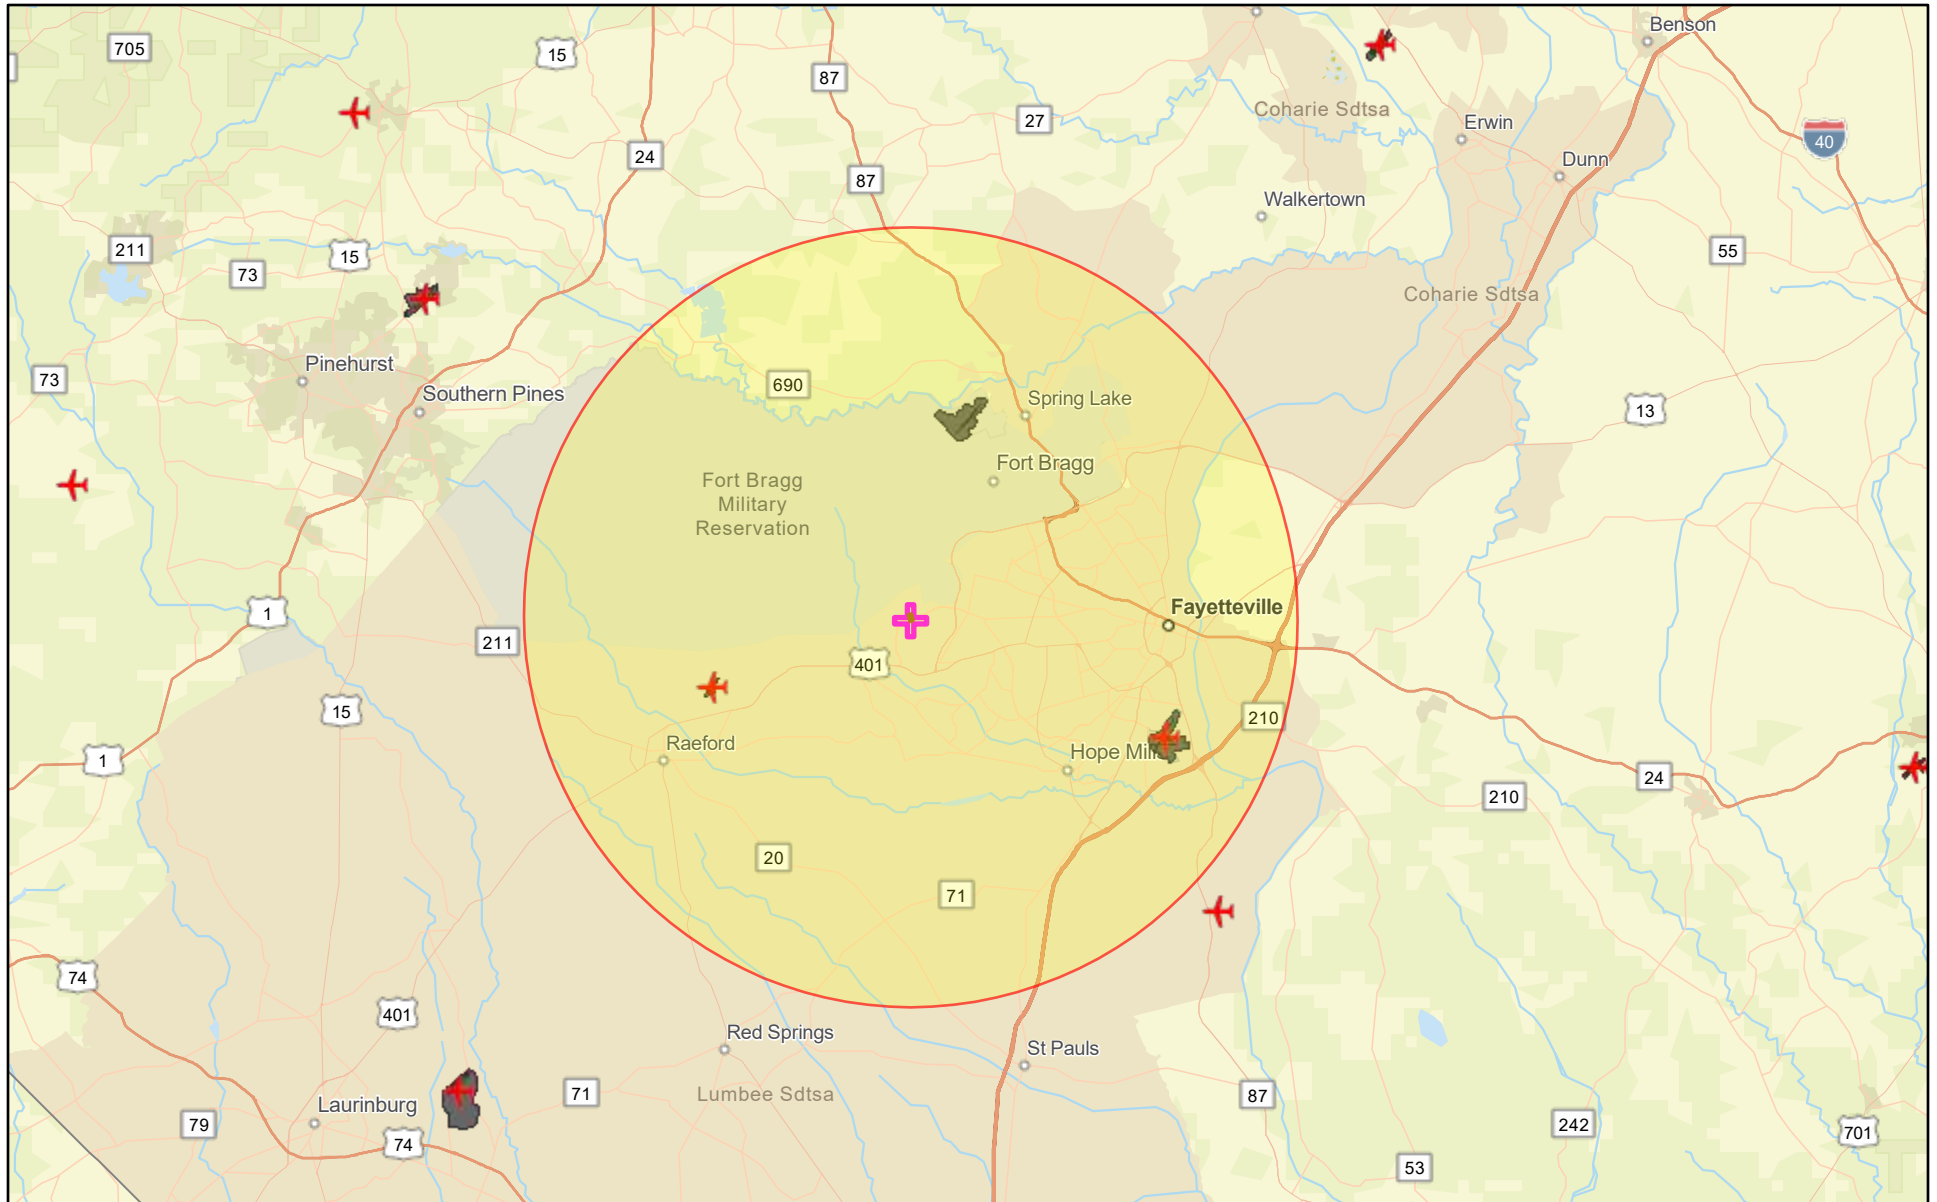 Benson
705
15
87
27
Coharie Sdtsa
Erwin
40
24
Dunn
87
Walkertown
211
15
73
55
Coharie Sdtsa
Pinehurst
73
690
Southern Pines
Spring Lake
13
Fort Bragg
Fort Bragg
Military
Reservation
1
Fayetteville
211
401
15
210
Raeford
Hope Mill
1
24
210
20
71
74
401
Red Springs
St Pauls
71
Lumbee Sdtsa
87
Laurinburg
79
74
242
701
53